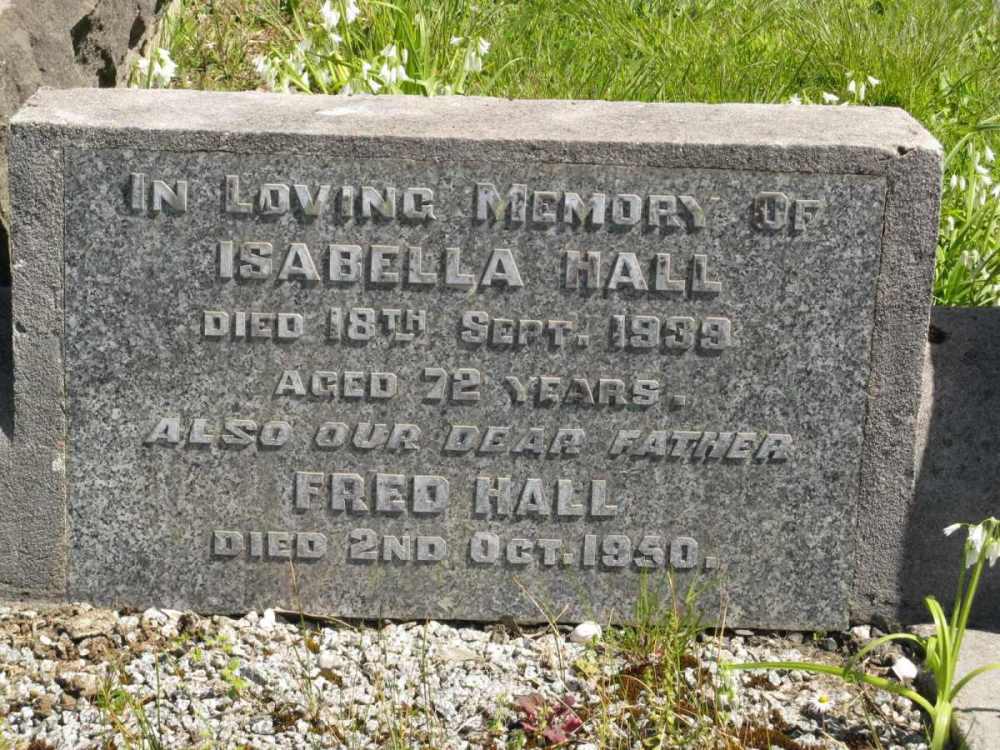 In Loving Memory Of
ISABELLA HALL
DIED 18TH SEPT. 1939
AGED 72 YEARS.
ALSO OUR DEAR FATHER
FRED HALL
DIED 2ND OCT. 1950.